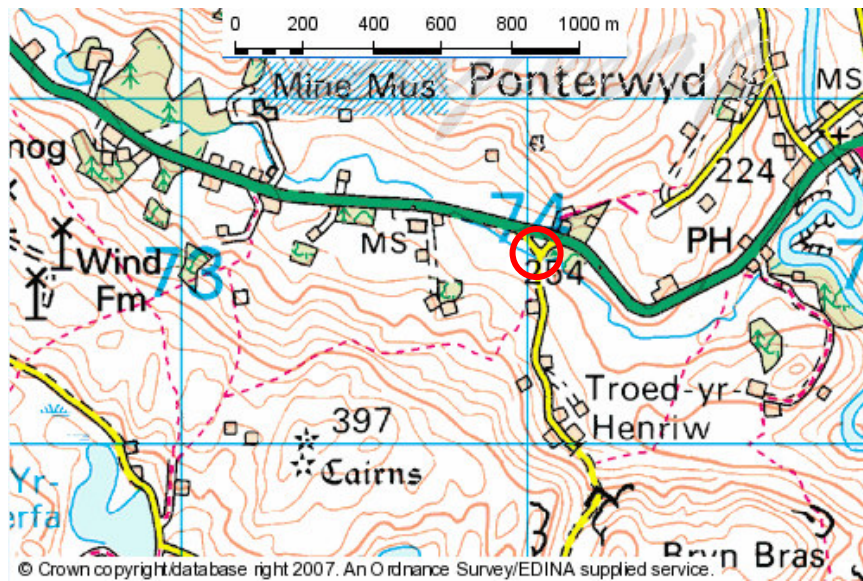 0 200 400 600 800 1000 m
Mine Mus
Ponterwyd
MS
nog
224
74
MS
PH
Wind
Fm
73
254
Troed-yr-
Henriw
397
Cairns
Yr-
erfa
Bryn Bras
© Crown copyright/database right 2007. An Ordnance Survey/EDINA supplied service.